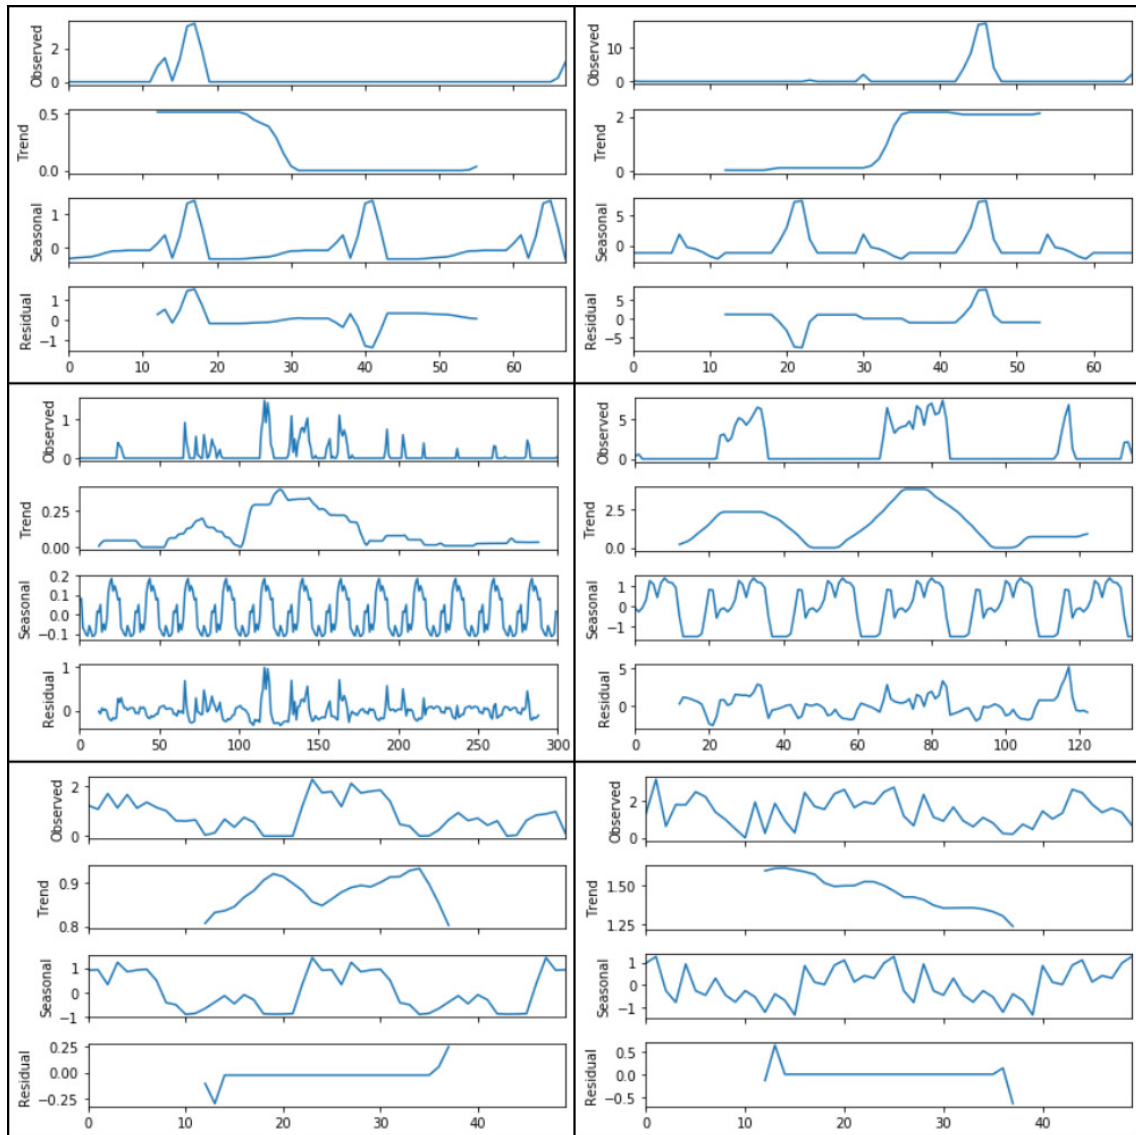 Observed
2
0
Trend
0.5
0.0
Seasonal
1
0
Residual
1
0
−1
0 10 20 30 40 50 60
Observed
10
0
Trend
2
0
Seasonal
5
0
Residual
5
0
−5
0 10 20 30 40 50 60
Observed
1
0
Trend
0.25
0.00
Seasonal
0.2
0.1
0.0
−0.1
Residual
1
0
0 50 100 150 200 250 300
Observed
5
0
Trend
2.5
0.0
Seasonal
1
0
−1
Residual
5
0
0 20 40 60 80 100 120
Observed
2
0
Trend
0.9
0.8
Seasonal
1
0
−1
Residual
0.25
0.00
−0.25
0 10 20 30 40
Observed
2
0
Trend
1.50
1.25
Seasonal
1
0
−1
Residual
0.5
0.0
−0.5
0 10 20 30 40